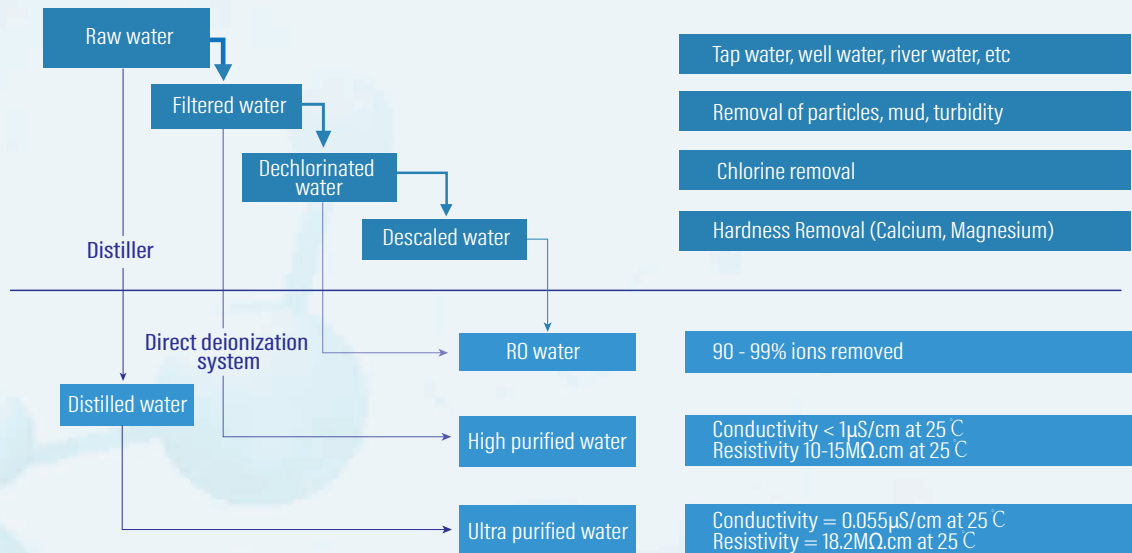 Raw water
Tap water, well water, river water, etc
Filtered water
Removal of particles, mud, turbidity
Dechlorinated
water
Chlorine removal
Descaled water
Hardness Removal (Calcium, Magnesium)
Distiller
Direct deionization
system
RO water
90 - 99% ions removed
Distilled water
High purified water
Conductivity < 1µS/cm at 25℃
Resistivity 10-15MΩ.cm at 25℃
Ultra purified water
Conductivity = 0.055µS/cm at 25℃
Resistivity = 18.2MΩ.cm at 25℃